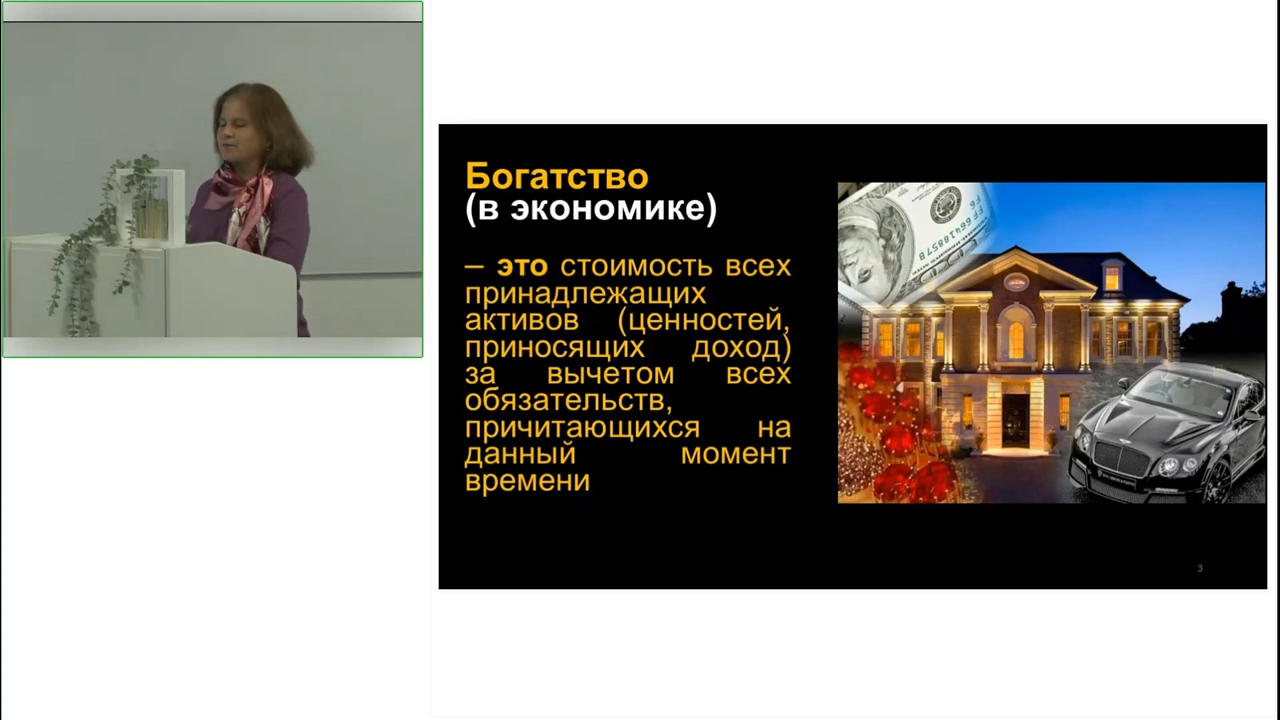 Богатство
(в экономике)
– это стоимость всех
принадлежащих
активов (ценностей,
приносящих доход)
за вычетом всех
обязательств,
причитающихся на
данный момент
времени
3